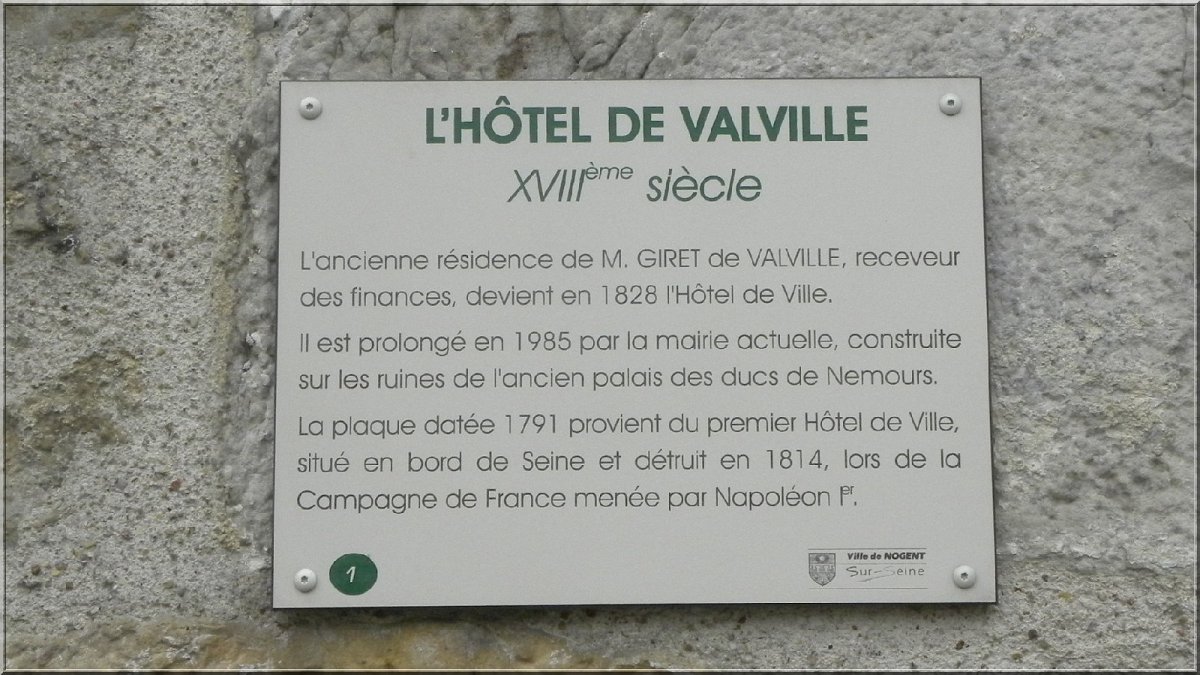 L'HÔTEL DE VALVILLE
XVIIIème siècle
L'ancienne résidence de M. GIRET de VALVILLE, receveur
des finances, devient en 1828 l'Hôtel de Ville.
Il est prolongé en 1985 par la mairie actuelle, construite
sur les ruines de l'ancien palais des ducs de Nemours.
La plaque datée 1791 provient du premier Hôtel de Ville,
situé en bord de Seine et détruit en 1814, lors de la
Campagne de France menée par Napoléon Ier.
1
Ville de NOGENT
Sur-Seine